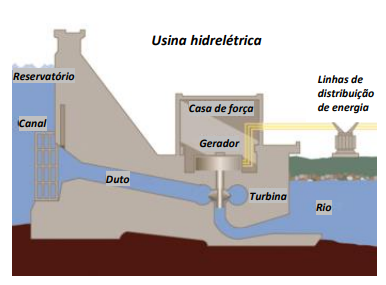 Usina hidrelétrica
Reservatório
Linhas de
distribuição
de energia
Casa de força
Canal
Gerador
Duto
Turbina
Rio